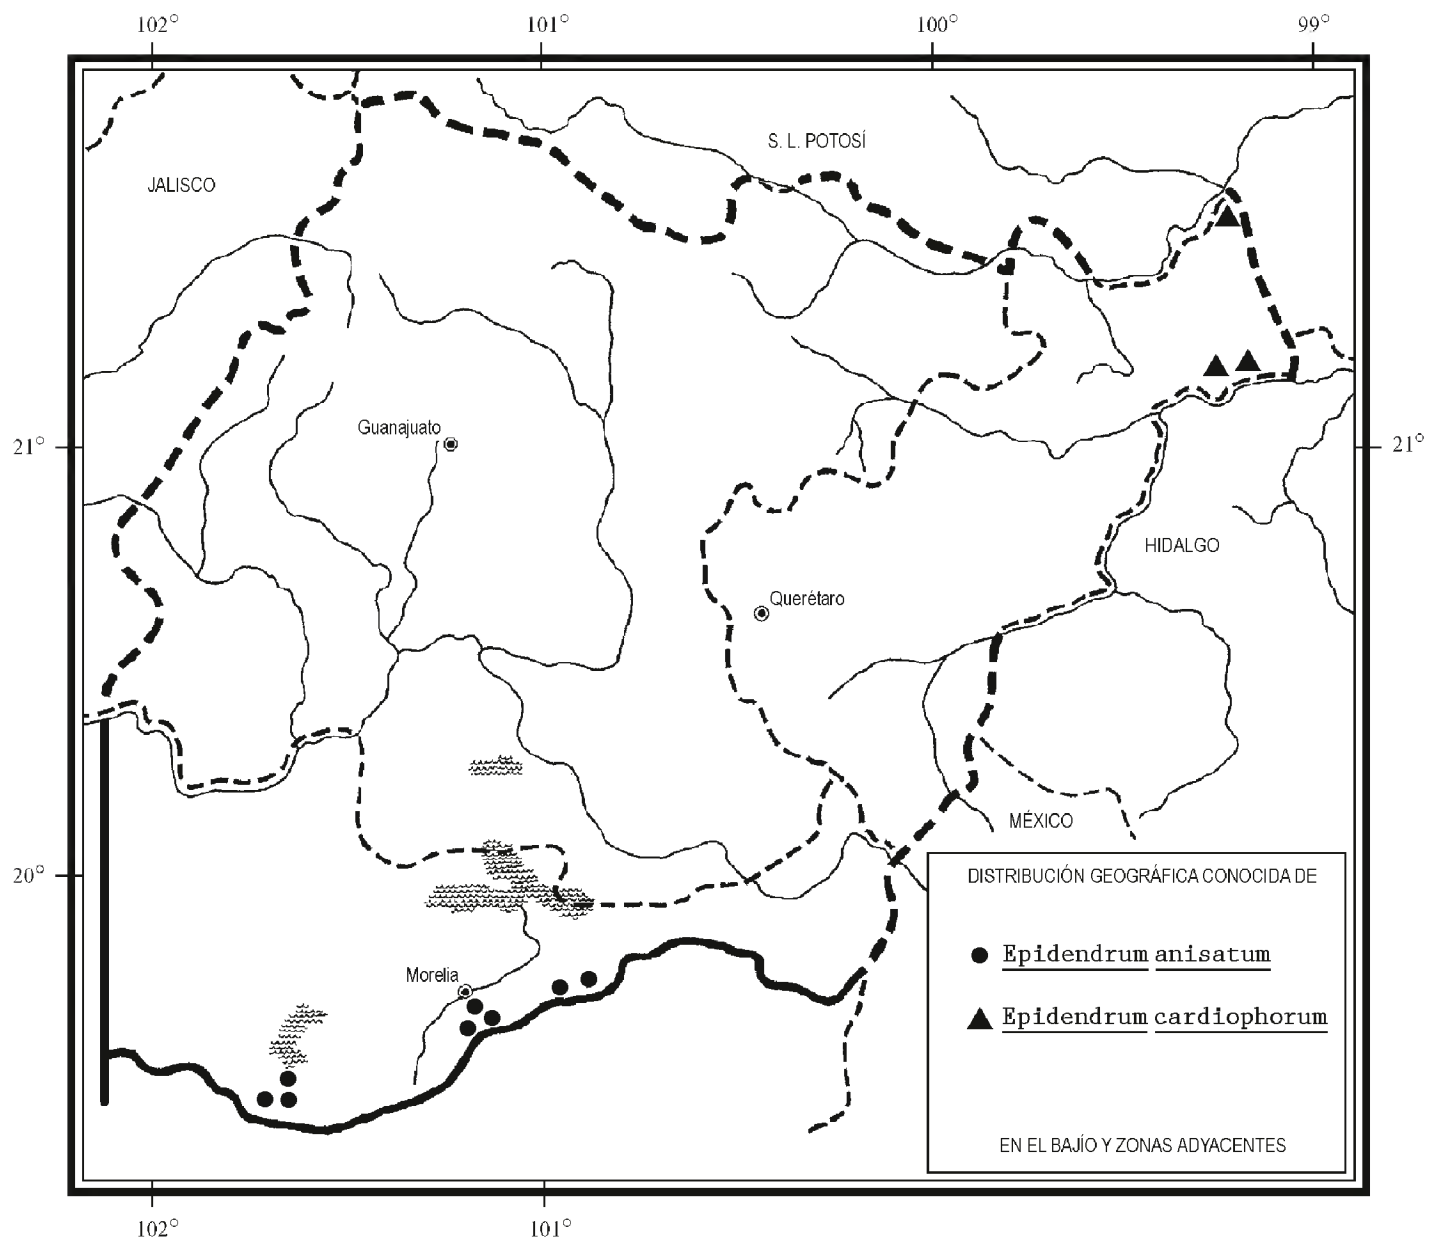 102° 101° 100° 99°
S. L. POTOSÍ
JALISCO
Guanajuato
21° 21°
HIDALGO
Querétaro
MÉXICO
20°
DISTRIBUCIÓN GEOGRÁFICA CONOCIDA DE
Epidendrum anisatum
Morelia
Epidendrum cardiophorum
EN EL BAJÍO Y ZONAS ADYACENTES
102° 101°